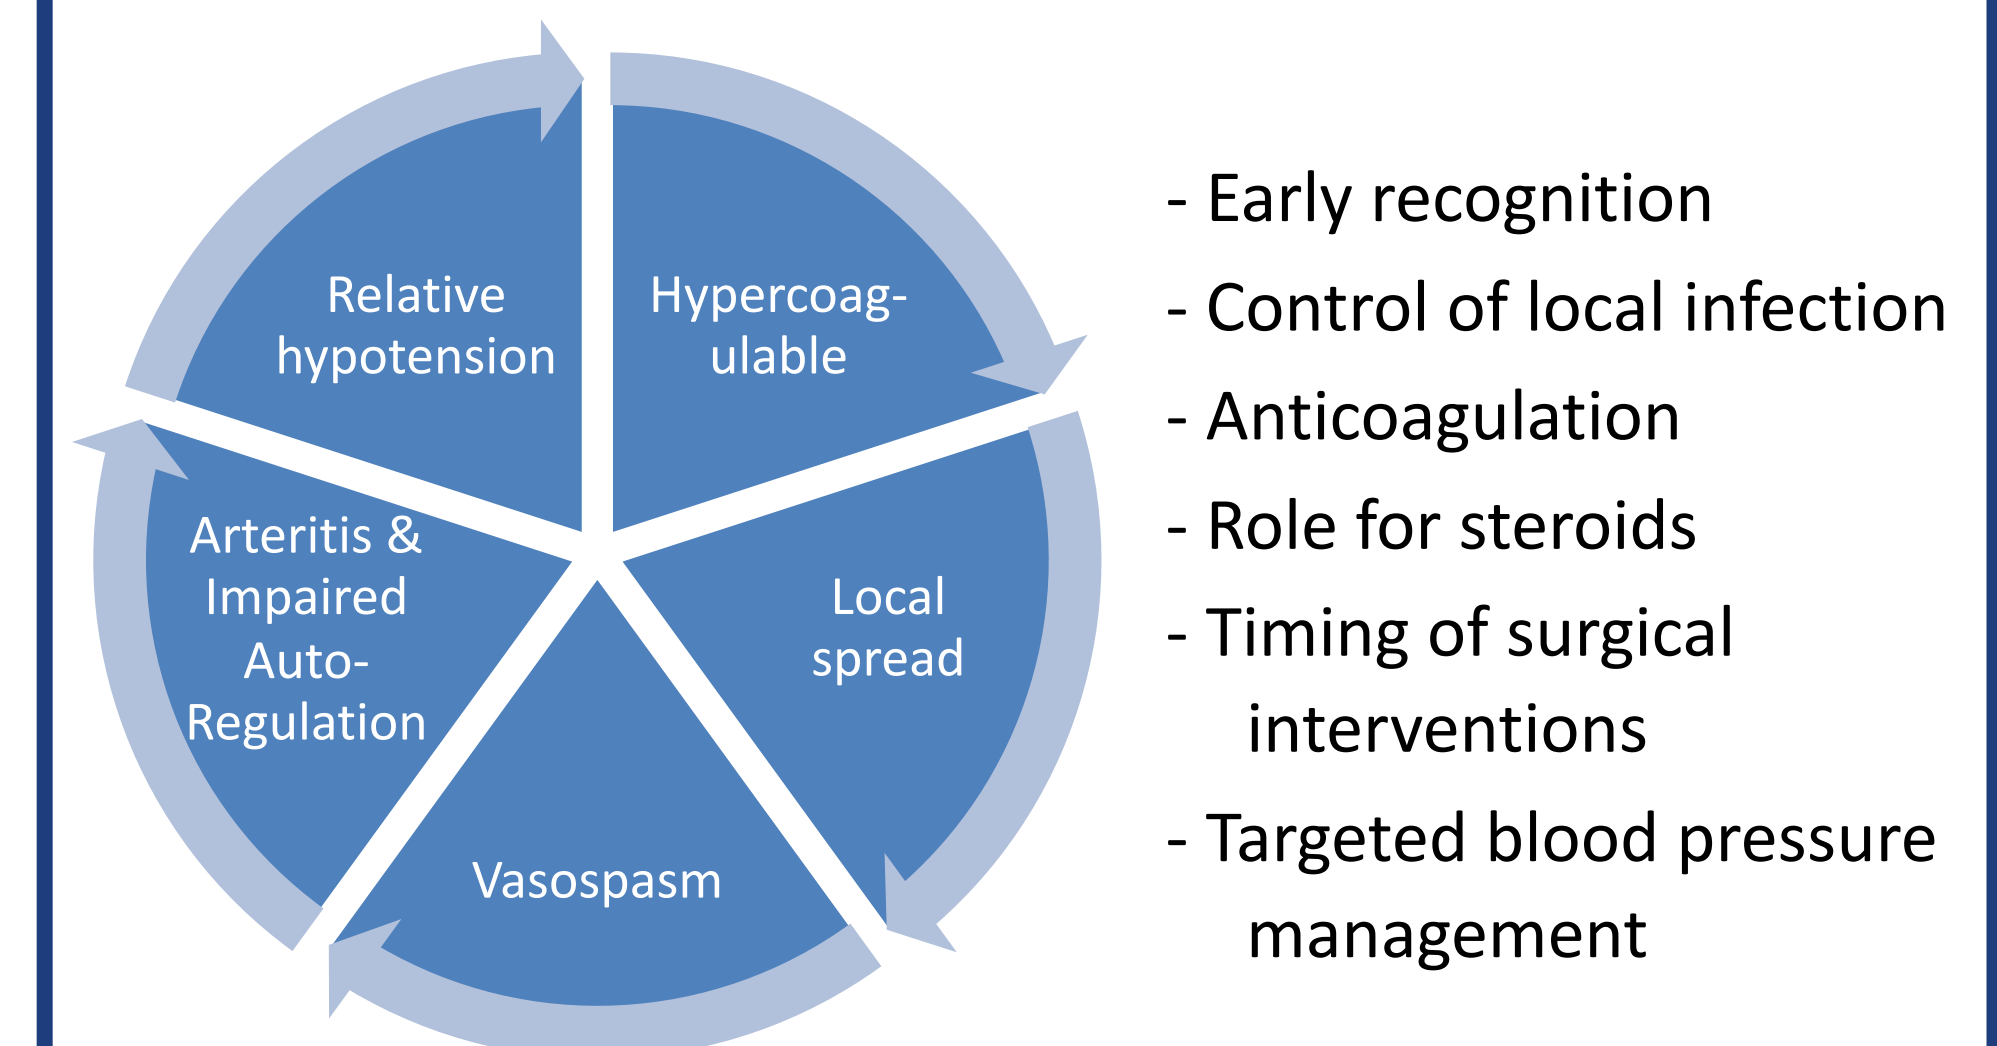 Relative
hypotension
Hypercoag-
ulable
Local
spread
Vasospasm
Arteritis &
Impaired
Auto-
Regulation
- Early recognition
- Control of local infection
- Anticoagulation
- Role for steroids
- Timing of surgical
interventions
- Targeted blood pressure
management